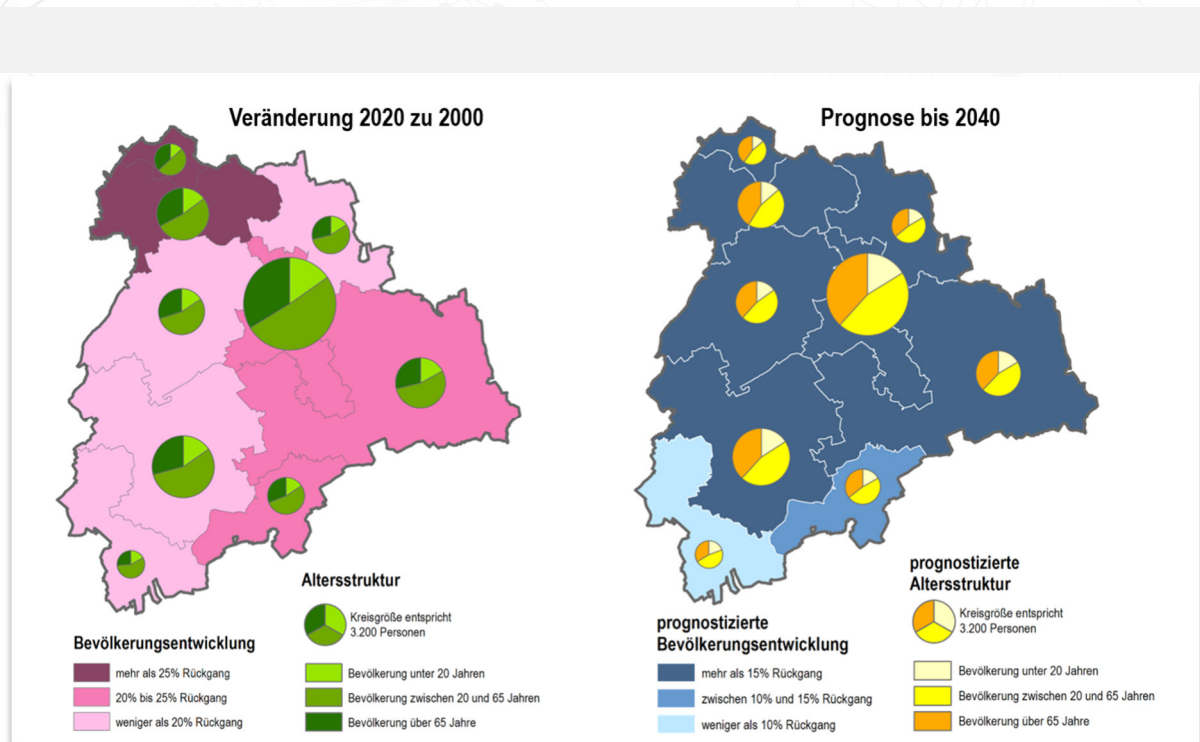 Veränderung 2020 zu 2000
Bevölkerungsentwicklung
mehr als 25% Rückgang
20% bis 25% Rückgang
weniger als 20% Rückgang
Altersstruktur
Kreisgröße entspricht
3.200 Personen
Bevölkerung unter 20 Jahren
Bevölkerung zwischen 20 und 65 Jahren
Bevölkerung über 65 Jahre
Prognose bis 2040
prognostizierte
Bevölkerungsentwicklung
mehr als 15% Rückgang
zwischen 10% und 15% Rückgang
weniger als 10% Rückgang
prognostizierte
Altersstruktur
Kreisgröße entspricht
3.200 Personen
Bevölkerung unter 20 Jahren
Bevölkerung zwischen 20 und 65 Jahren
Bevölkerung über 65 Jahre